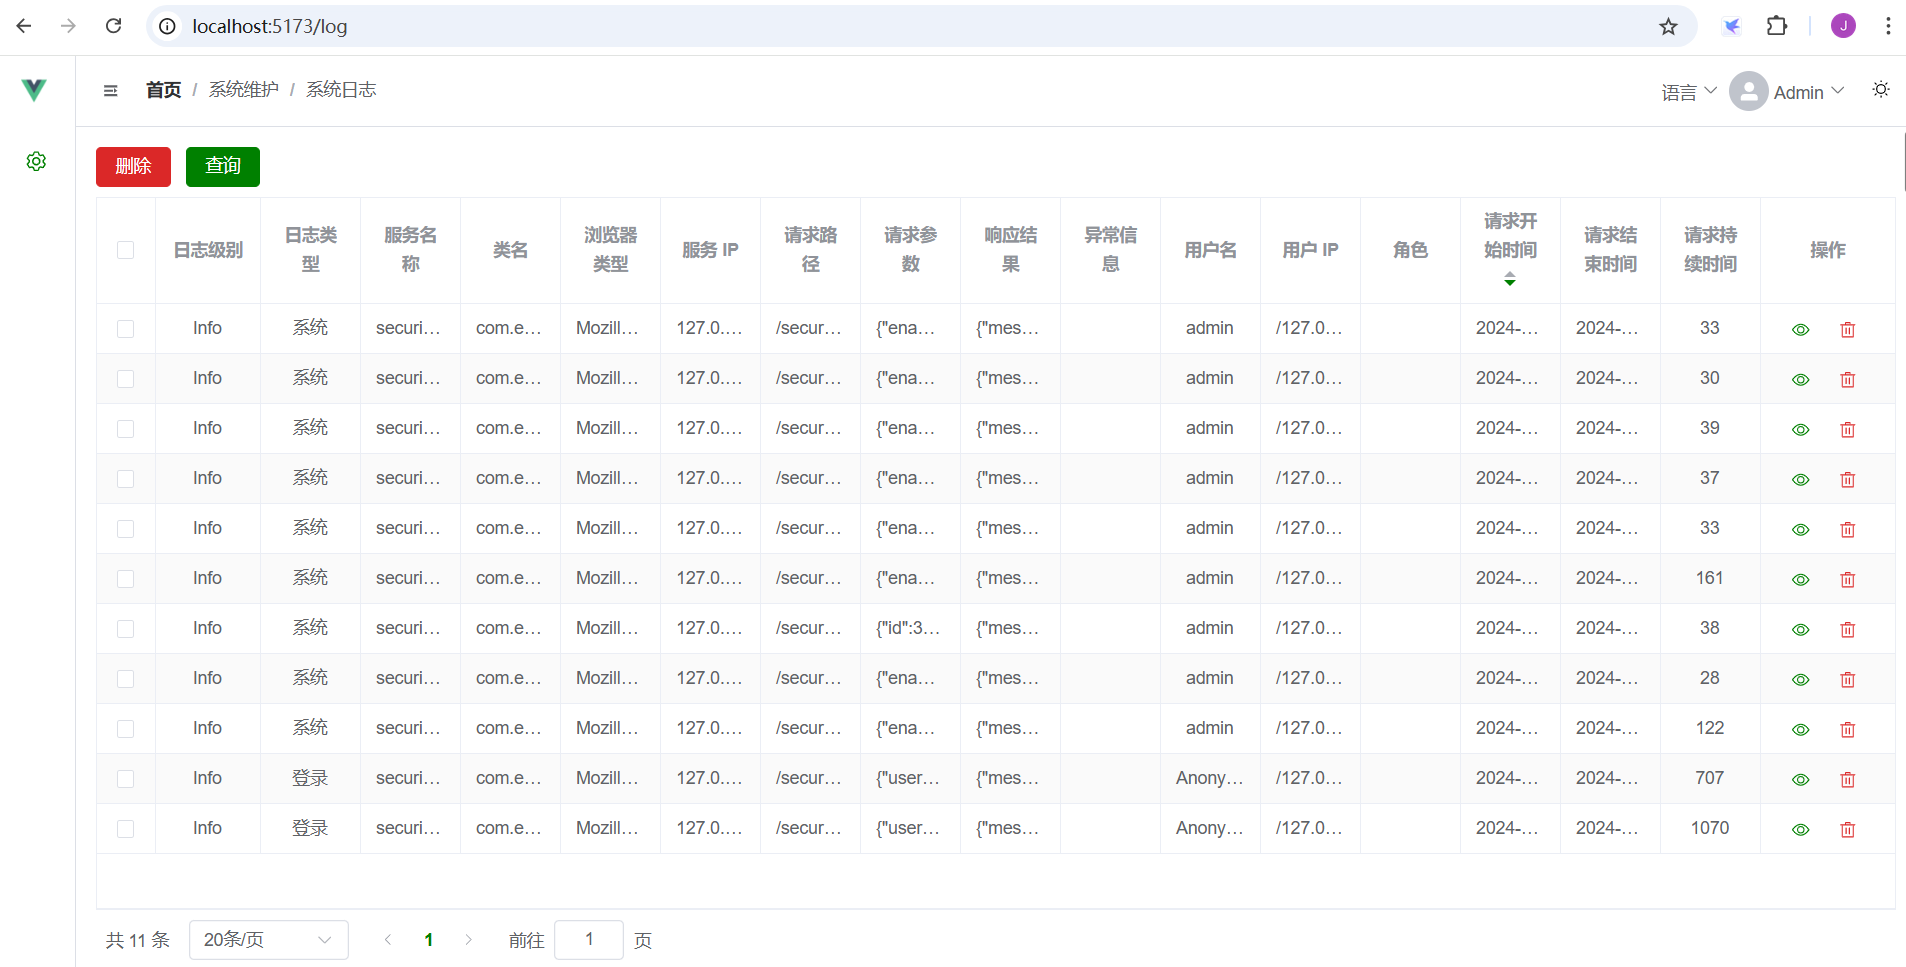 localhost:5173/log
J
首页 / 系统维护 / 系统日志
语言 Admin
删除 查询
日志级别 日志类型 服务名称 类名 浏览器类型 服务 IP 请求路径 请求参数 响应结果 异常信息 用户名 用户 IP 角色 请求开始时间 请求结束时间 请求持续时间 操作
Info 系统 securi... com.e... Mozill... 127.0.... /secur... {"ena... {"mes... admin /127.0... 2024-... 2024-... 33
Info 系统 securi... com.e... Mozill... 127.0.... /secur... {"ena... {"mes... admin /127.0... 2024-... 2024-... 30
Info 系统 securi... com.e... Mozill... 127.0.... /secur... {"ena... {"mes... admin /127.0... 2024-... 2024-... 39
Info 系统 securi... com.e... Mozill... 127.0.... /secur... {"ena... {"mes... admin /127.0... 2024-... 2024-... 37
Info 系统 securi... com.e... Mozill... 127.0.... /secur... {"ena... {"mes... admin /127.0... 2024-... 2024-... 33
Info 系统 securi... com.e... Mozill... 127.0.... /secur... {"ena... {"mes... admin /127.0... 2024-... 2024-... 161
Info 系统 securi... com.e... Mozill... 127.0.... /secur... {"id":3... {"mes... admin /127.0... 2024-... 2024-... 38
Info 系统 securi... com.e... Mozill... 127.0.... /secur... {"ena... {"mes... admin /127.0... 2024-... 2024-... 28
Info 系统 securi... com.e... Mozill... 127.0.... /secur... {"ena... {"mes... admin /127.0... 2024-... 2024-... 122
Info 登录 securi... com.e... Mozill... 127.0.... /secur... {"user... {"mes... Anony... /127.0... 2024-... 2024-... 707
Info 登录 securi... com.e... Mozill... 127.0.... /secur... {"user... {"mes... Anony... /127.0... 2024-... 2024-... 1070
共 11 条 20条/页 1 前往 1 页